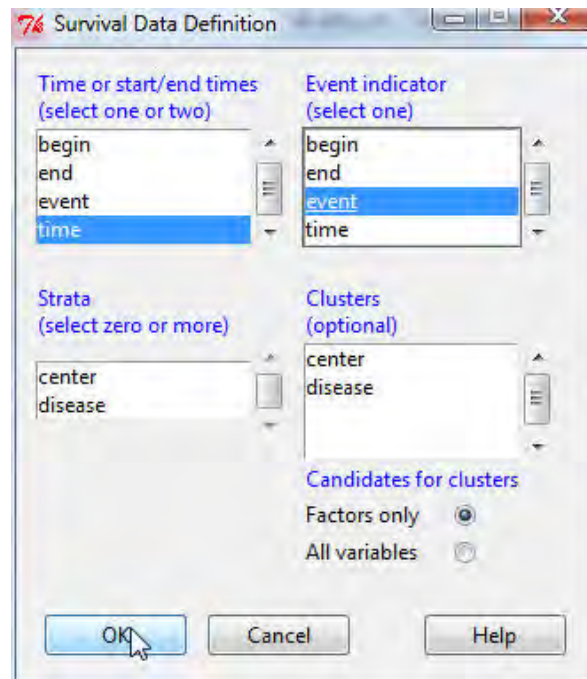 Survival Data Definition
Time or start/end times
(select one or two)
begin
end
event
time
Event indicator
(select one)
begin
end
event
time
Strata
(select zero or more)
center
disease
Clusters
(optional)
center
disease
Candidates for clusters
Factors only
All variables
OK
Cancel
Help